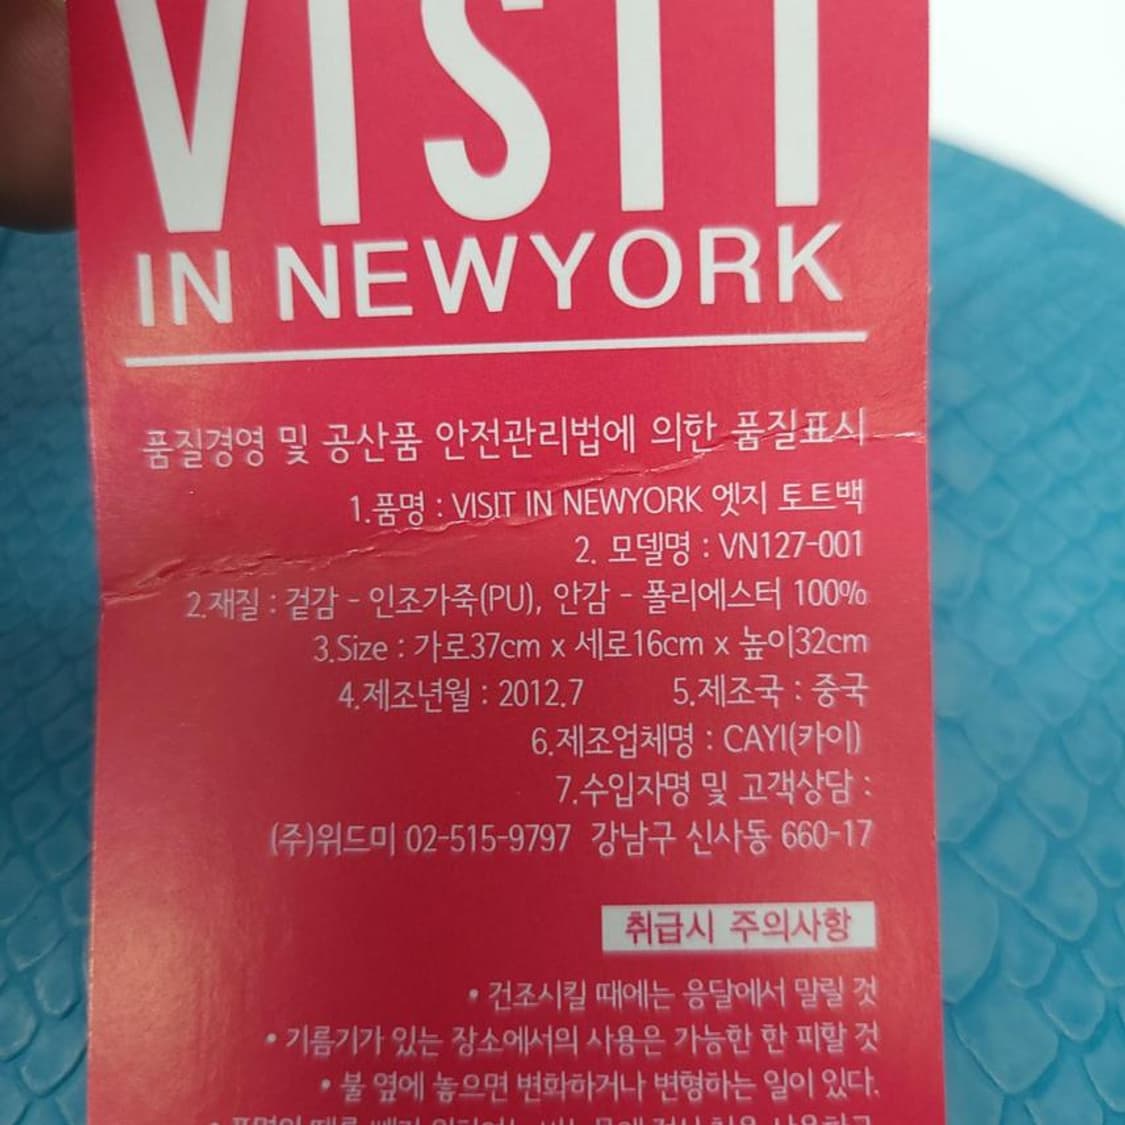 VISIT
IN NEWYORK
품질경영 및 공산품 안전관리법에 의한 품질표시
1.품명 : VISIT IN NEWYORK 엣지 토트백
2. 모델명 : VN127-001
2.재질 : 겉감 - 인조가죽(PU), 안감 - 폴리에스터 100%
3.Size : 가로37cm x 세로16cm x 높이32cm
4.제조년월 : 2012.7 5.제조국 : 중국
6.제조업체명 : CAYI(카이)
7.수입자명 및 고객상담 :
(주)위드미 02-515-9797 강남구 신사동 660-17
취급시 주의사항
• 건조시킬 때에는 응달에서 말릴 것
• 기름기가 있는 장소에서의 사용은 가능한 한 피할 것
• 불 옆에 놓으면 변화하거나 변형하는 일이 있다.